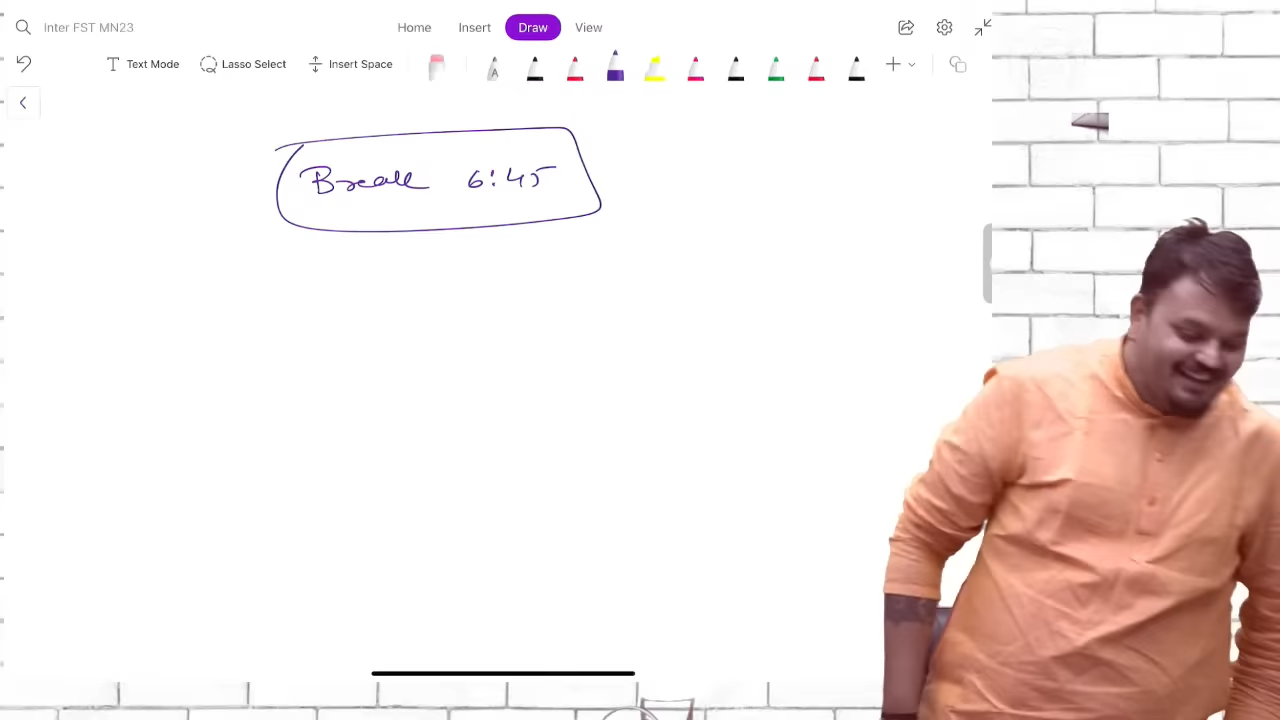 Inter FST MN23
Home Insert Draw View
Text Mode Lasso Select Insert Space
A
Break 6:45